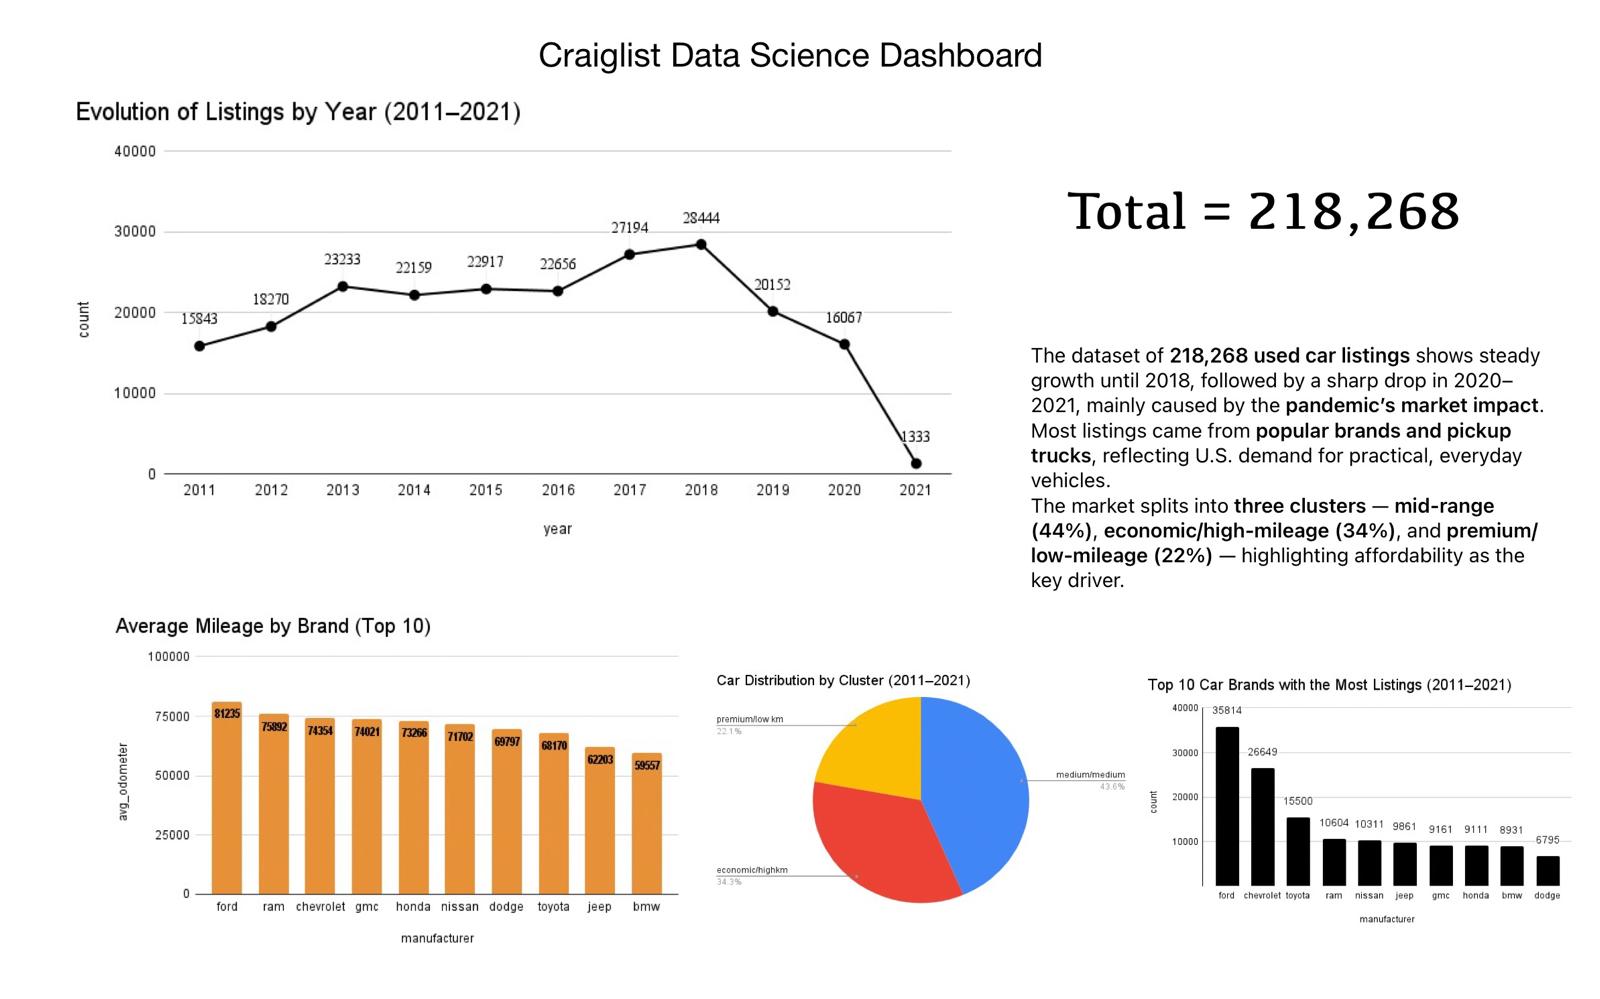 Craiglist Data Science Dashboard
Evolution of Listings by Year (2011–2021)
40000
30000
20000
10000
0
count
15843
18270
23233
22159
22917
22656
27194
28444
20152
16067
1333
2011 2012 2013 2014 2015 2016 2017 2018 2019 2020 2021
year
Total = 218,268
The dataset of 218,268 used car listings shows steady
growth until 2018, followed by a sharp drop in 2020–
2021, mainly caused by the pandemic’s market impact.
Most listings came from popular brands and pickup
trucks, reflecting U.S. demand for practical, everyday
vehicles.
The market splits into three clusters — mid-range
(44%), economic/high-mileage (34%), and premium/
low-mileage (22%) — highlighting affordability as the
key driver.
Average Mileage by Brand (Top 10)
100000
75000
50000
25000
0
avg_odometer
81235 75892 74354 74021 73266 71702 69797 68170 62203 59557
ford ram chevrolet gmc honda nissan dodge toyota jeep bmw
manufacturer
Car Distribution by Cluster (2011–2021)
premium/low km
22.1%
medium/medium
43.6%
economic/highkm
34.3%
Top 10 Car Brands with the Most Listings (2011–2021)
40000
30000
20000
10000
count
35814 26649 15500 10604 10311 9861 9161 9111 8931 6795
ford chevrolet toyota ram nissan jeep gmc honda bmw dodge
manufacturer